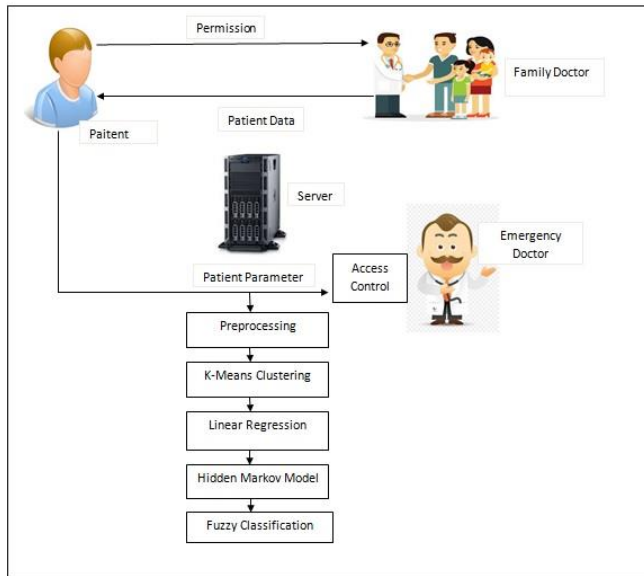 Permission
Family Doctor
Paitent
Patient Data
Server
Emergency
Doctor
Patient Parameter
Access
Control
Preprocessing
K-Means Clustering
Linear Regression
Hidden Markov Model
Fuzzy Classification